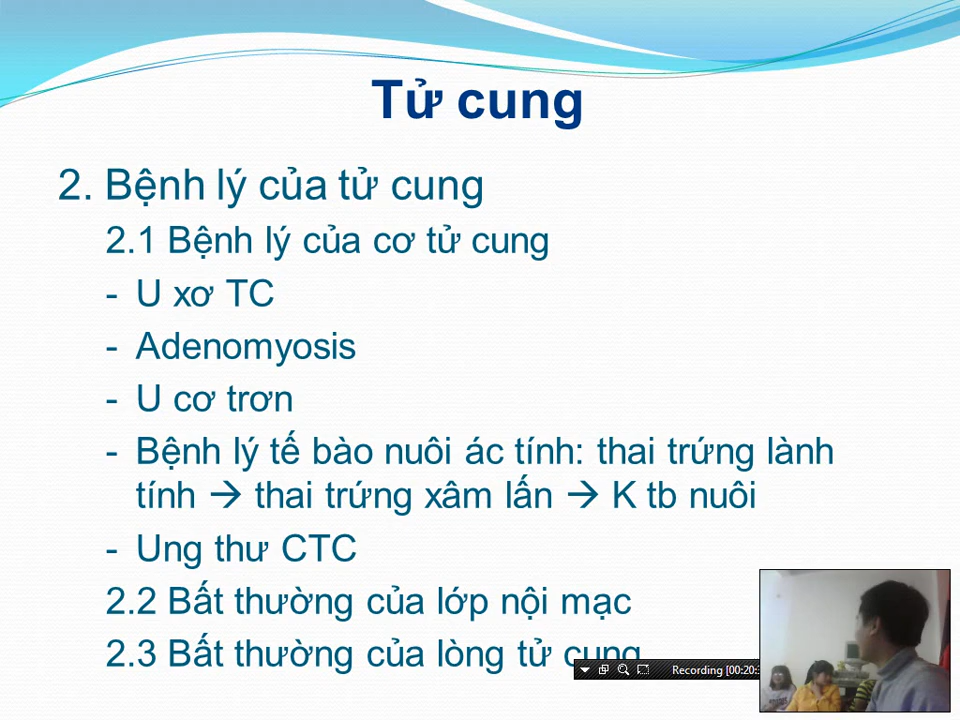 Tử cung
2. Bệnh lý của tử cung
2.1 Bệnh lý của cơ tử cung
- U xơ TC
- Adenomyosis
- U cơ trơn
- Bệnh lý tế bào nuôi ác tính: thai trứng lành
tính → thai trứng xâm lấn → K tb nuôi
- Ung thư CTC
2.2 Bất thường của lớp nội mạc
2.3 Bất thường của lòng tử cung
Recording [00:20: